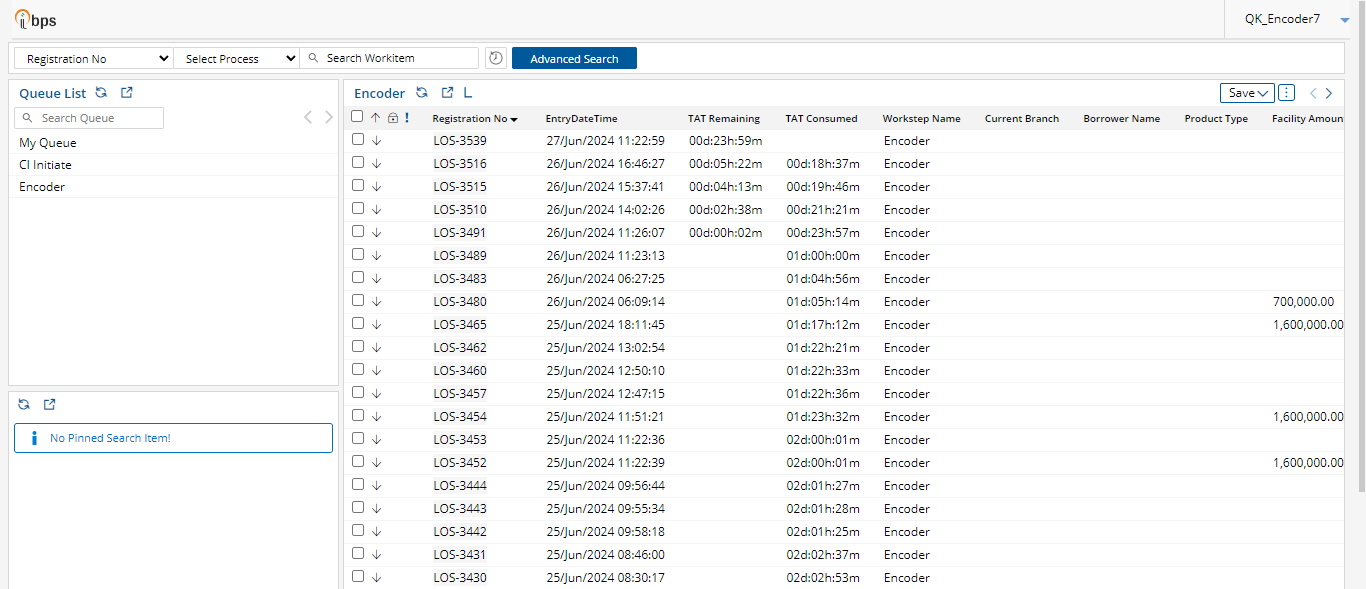 ibps
QK_Encoder7
Registration No Select Process Search Workitem Advanced Search
Queue List
Search Queue
My Queue
CI Initiate
Encoder
No Pinned Search Item!
Encoder L Save
! Registration No EntryDateTime TAT Remaining TAT Consumed Workstep Name Current Branch Borrower Name Product Type Facility Amoun
LOS-3539 27/Jun/2024 11:22:59 00d:23h:59m Encoder
LOS-3516 26/Jun/2024 16:46:27 00d:05h:22m 00d:18h:37m Encoder
LOS-3515 26/Jun/2024 15:37:41 00d:04h:13m 00d:19h:46m Encoder
LOS-3510 26/Jun/2024 14:02:26 00d:02h:38m 00d:21h:21m Encoder
LOS-3491 26/Jun/2024 11:26:07 00d:00h:02m 00d:23h:57m Encoder
LOS-3489 26/Jun/2024 11:23:13 01d:00h:00m Encoder
LOS-3483 26/Jun/2024 06:27:25 01d:04h:56m Encoder
LOS-3480 26/Jun/2024 06:09:14 01d:05h:14m Encoder 700,000.00
LOS-3465 25/Jun/2024 18:11:45 01d:17h:12m Encoder 1,600,000.00
LOS-3462 25/Jun/2024 13:02:54 01d:22h:21m Encoder
LOS-3460 25/Jun/2024 12:50:10 01d:22h:33m Encoder
LOS-3457 25/Jun/2024 12:47:15 01d:22h:36m Encoder
LOS-3454 25/Jun/2024 11:51:21 01d:23h:32m Encoder 1,600,000.00
LOS-3453 25/Jun/2024 11:22:36 02d:00h:01m Encoder
LOS-3452 25/Jun/2024 11:22:39 02d:00h:01m Encoder 1,600,000.00
LOS-3444 25/Jun/2024 09:56:44 02d:01h:27m Encoder
LOS-3443 25/Jun/2024 09:55:34 02d:01h:28m Encoder
LOS-3442 25/Jun/2024 09:58:18 02d:01h:25m Encoder
LOS-3431 25/Jun/2024 08:46:00 02d:02h:37m Encoder
LOS-3430 25/Jun/2024 08:30:17 02d:02h:53m Encoder